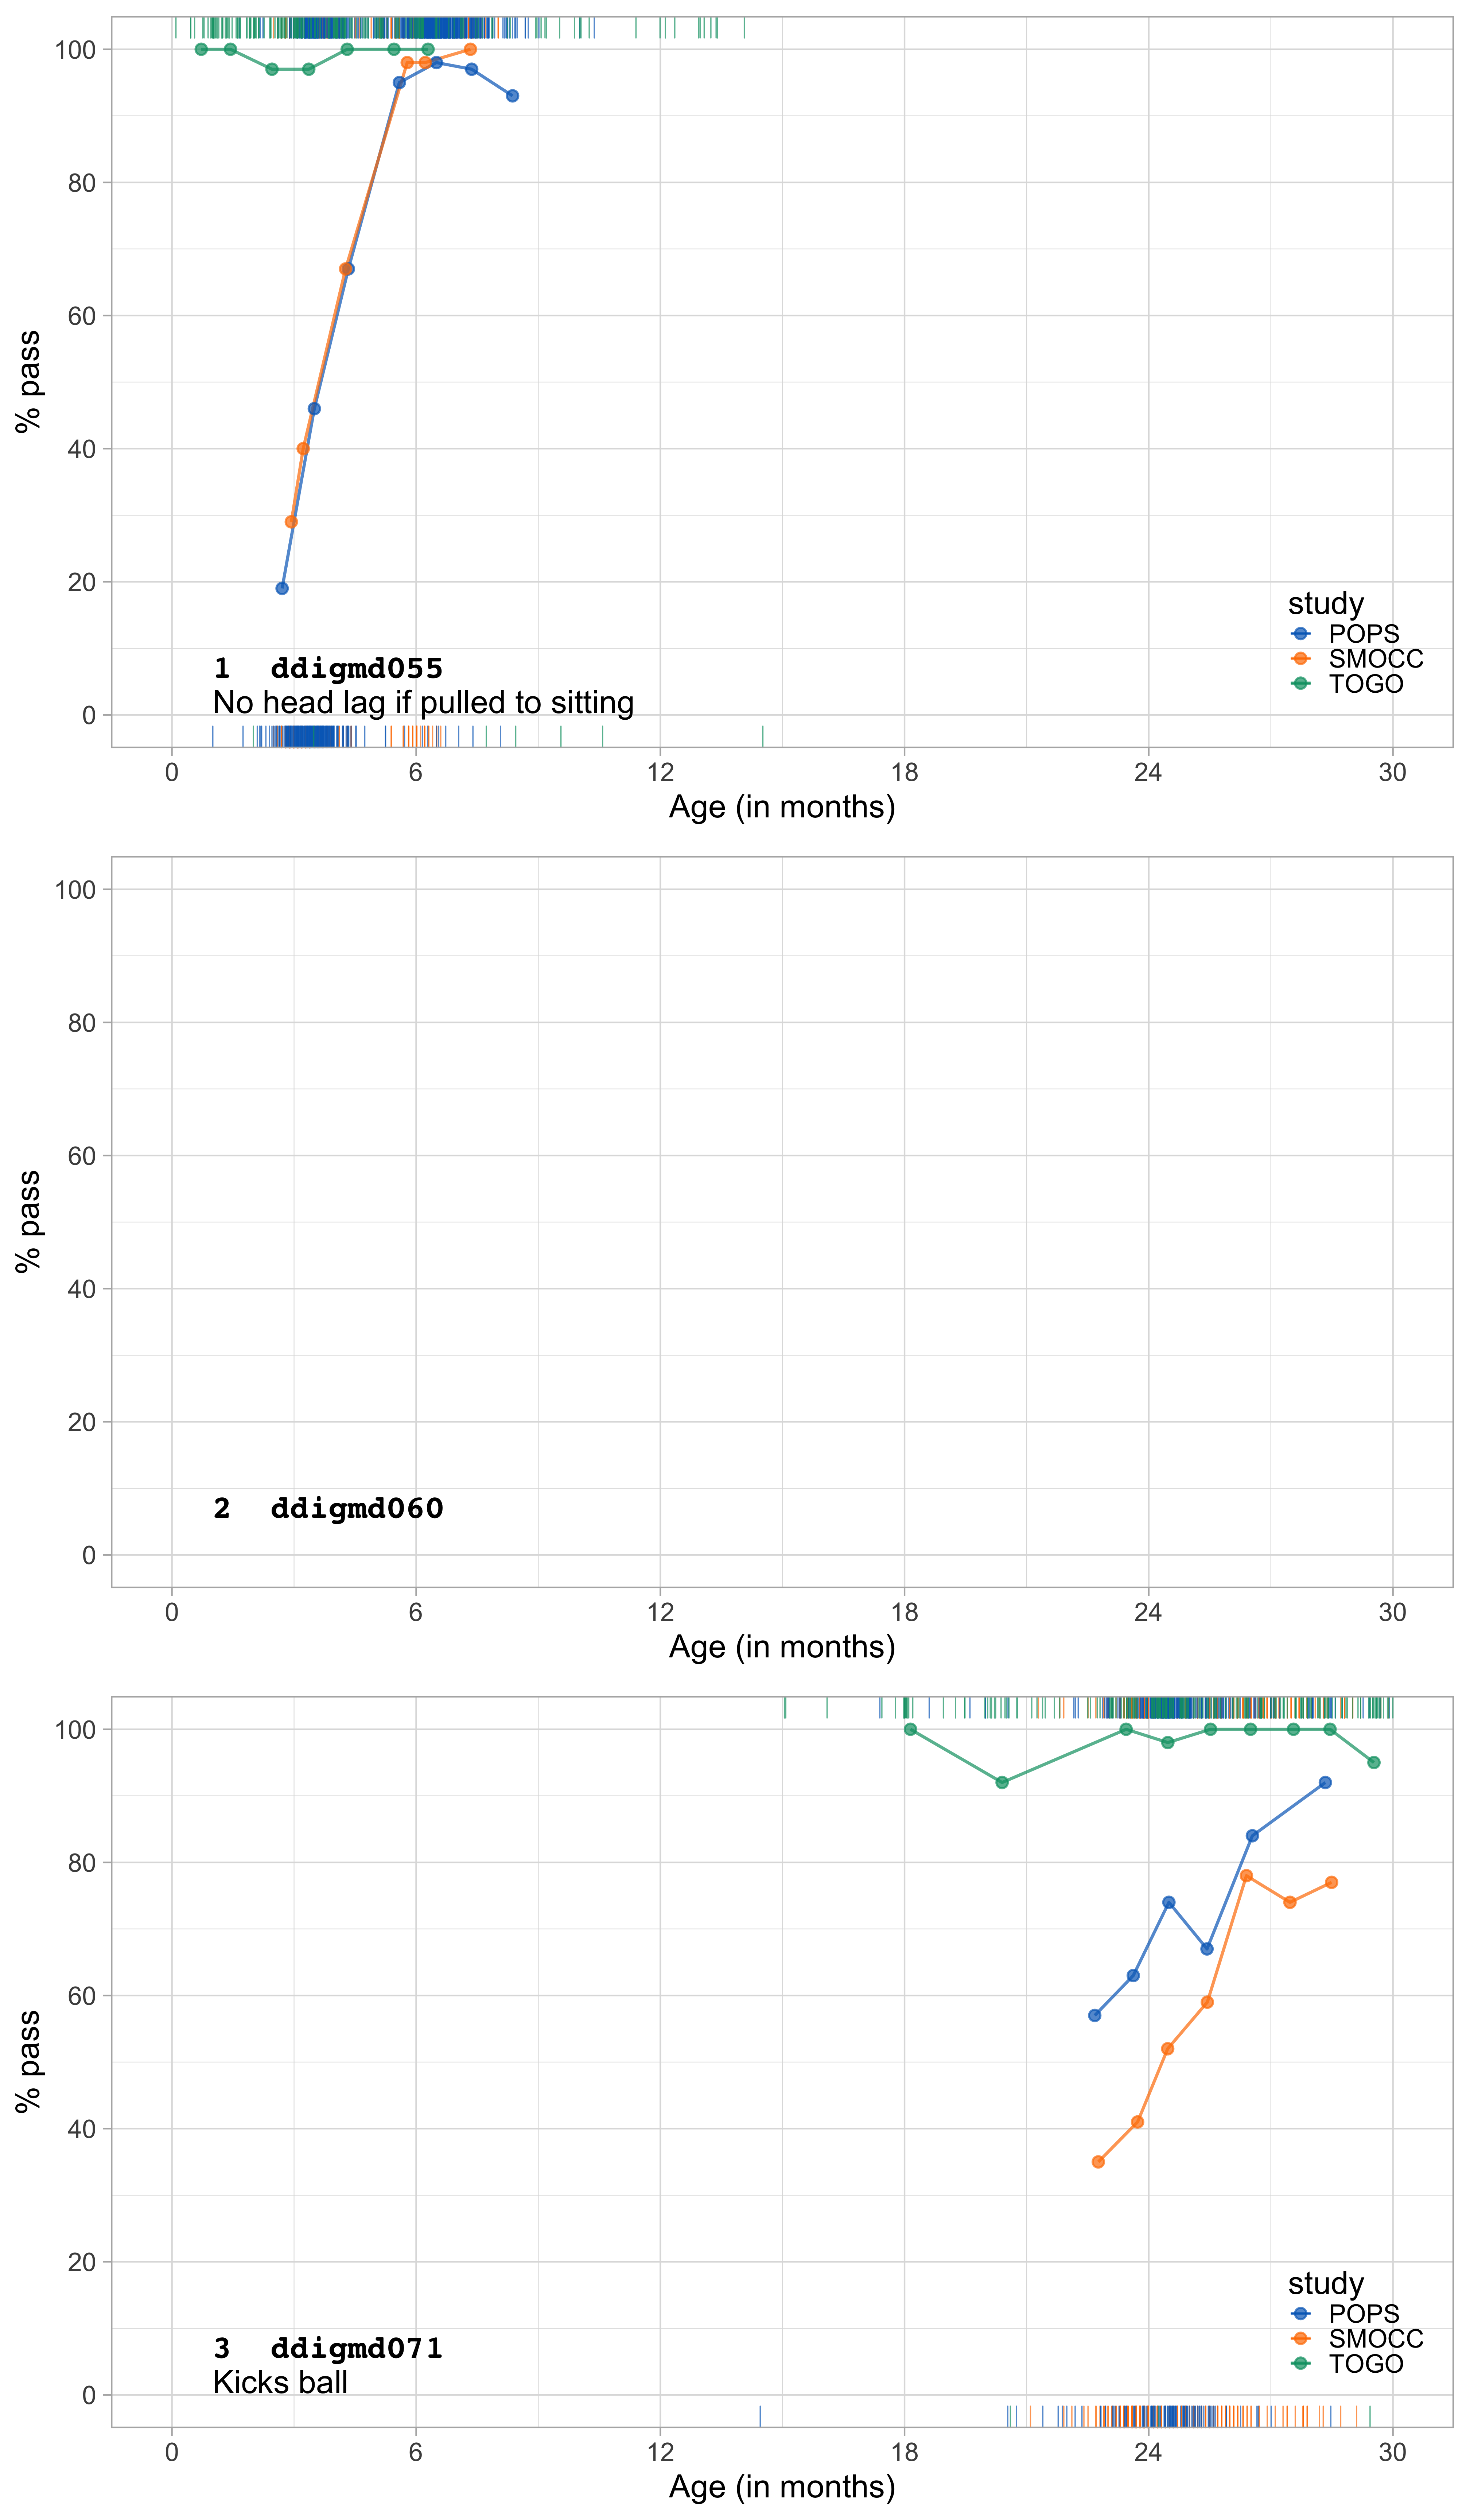 100
80
60
40
20
0
% pass
1 ddigmd055
No head lag if pulled to sitting
study
POPS
SMOCC
TOGO
0 6 12 18 24 30
Age (in months)
100
80
60
40
20
0
% pass
2 ddigmd060
0 6 12 18 24 30
Age (in months)
100
80
60
40
20
0
% pass
3 ddigmd071
Kicks ball
study
POPS
SMOCC
TOGO
0 6 12 18 24 30
Age (in months)